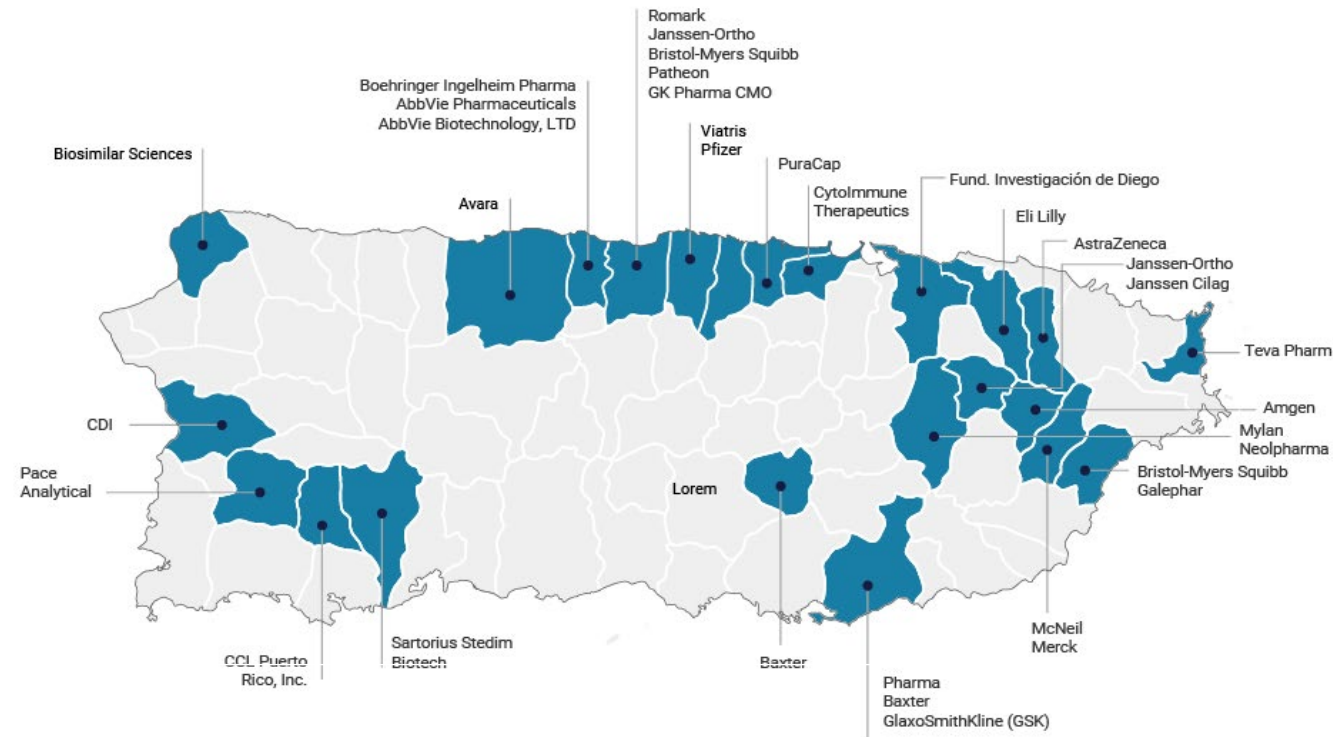 Romark
Janssen-Ortho
Bristol-Myers Squibb
Patheon
GK Pharma CMO
Boehringer Ingelheim Pharma
AbbVie Pharmaceuticals
AbbVie Biotechnology, LTD
Viatris
Pfizer
Biosimilar Sciences
PuraCap
Fund. Investigación de Diego
CytoImmune
Therapeutics
Avara
Eli Lilly
AstraZeneca
Janssen-Ortho
Janssen Cilag
Teva Pharm
CDI
Amgen
Mylan
Neolpharma
Pace
Analytical
Lorem
Bristol-Myers Squibb
Galephar
McNeil
Merck
CCL Puerto
Rico, Inc.
Sartorius Stedim
Biotech
Baxter
Pharma
Baxter
GlaxoSmithKline (GSK)